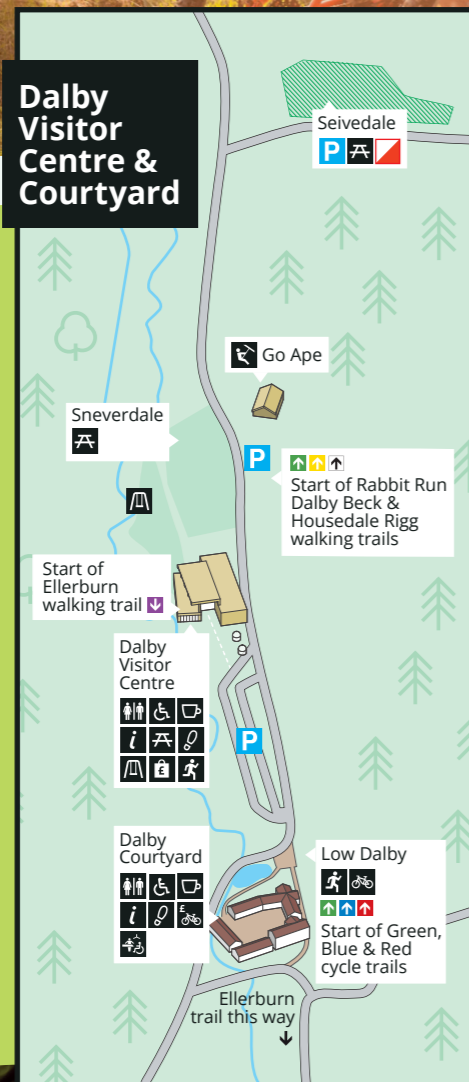 Dalby
Visitor
Centre &
Courtyard
Seivedale
P
Go Ape
Sneverdale
P
Start of Rabbit Run
Dalby Beck &
Housedale Rigg
walking trails
Start of
Ellerburn
walking trail
Dalby
Visitor
Centre
i
£
P
Dalby
Courtyard
i
£
Low Dalby
Start of Green,
Blue & Red
cycle trails
Ellerburn
trail this way